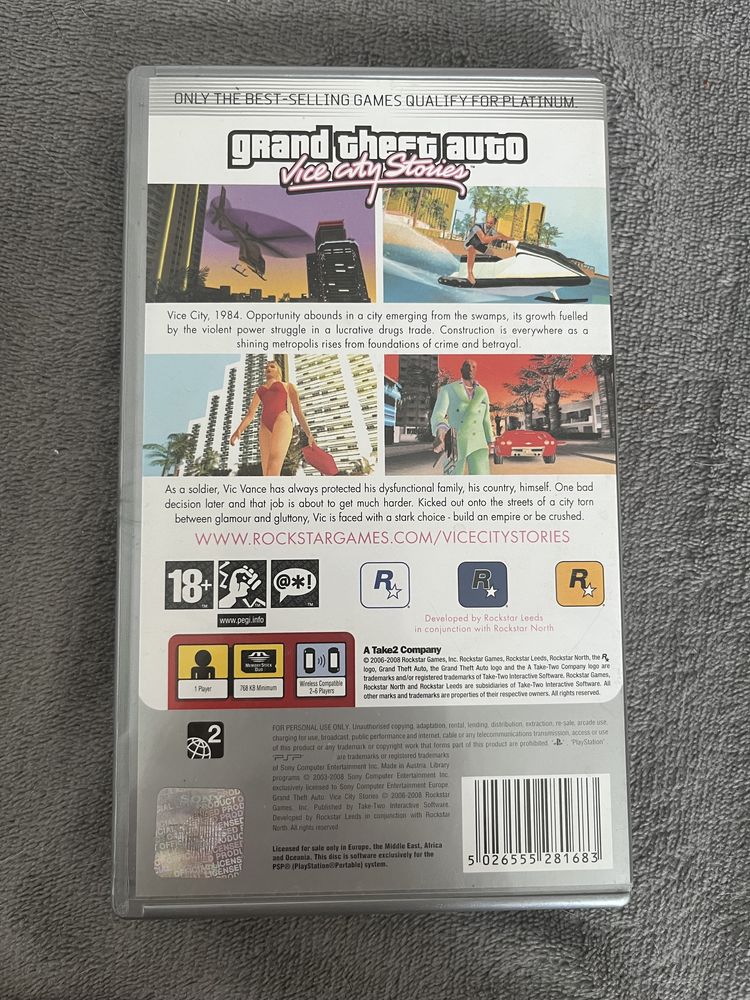 ONLY THE BEST-SELLING GAMES QUALIFY FOR PLATINUM.
grand theft auto
Vice City Stories™
Vice City, 1984. Opportunity abounds in a city emerging from the swamps, its growth fuelled
by the violent power struggle in a lucrative drugs trade. Construction is everywhere as a
shining metropolis rises from foundations of crime and betrayal.
As a soldier, Vic Vance has always protected his dysfunctional family, his country, himself. One bad
decision later and that job is about to get much harder. Kicked out onto the streets of a city torn
between glamour and gluttony, Vic is faced with a stark choice - build an empire or be crushed.
WWW.ROCKSTARGAMES.COM/VICECITYSTORIES
18+ @*!
www.pegi.info
R R R
Developed by Rockstar Leeds
in conjunction with Rockstar North
1 Player
MEMORY STICK DUO
768 KB Minimum
Wireless Compatible
2-6 Players
A Take2 Company
© 2006-2008 Rockstar Games, Inc. Rockstar Games, Rockstar Leeds, Rockstar North, the R
logo, Grand Theft Auto, the Grand Theft Auto logo and the A Take-Two Company logo are
trademarks and/or registered trademarks of Take-Two Interactive Software. Rockstar Games,
Rockstar North and Rockstar Leeds are subsidiaries of Take-Two Interactive Software. All
other marks and trademarks are properties of their respective owners. All rights reserved.
2
FOR PERSONAL USE ONLY. Unauthorised copying, adaptation, rental, lending, distribution, extraction, re-sale, arcade use,
charging for use, broadcast, public performance and internet, cable or any telecommunications transmission, access or use
of this product or any trademark or copyright work that forms part of this product are prohibited. "PlayStation"
PSP are trademarks or registered trademarks
of Sony Computer Entertainment Inc. Made in Austria. Library
programs © 2003-2008 Sony Computer Entertainment Inc.
exclusively licensed to Sony Computer Entertainment Europe.
Grand Theft Auto: Vice City Stories © 2006-2008 Rockstar
Games, Inc. Published by Take-Two Interactive Software.
Developed by Rockstar Leeds in conjunction with Rockstar
North. All rights reserved
Licensed for sale only in Europe, the Middle East, Africa
and Oceania. This disc is software exclusively for the
PSP® (PlayStation®Portable) system.
SONY
5 026555 281683